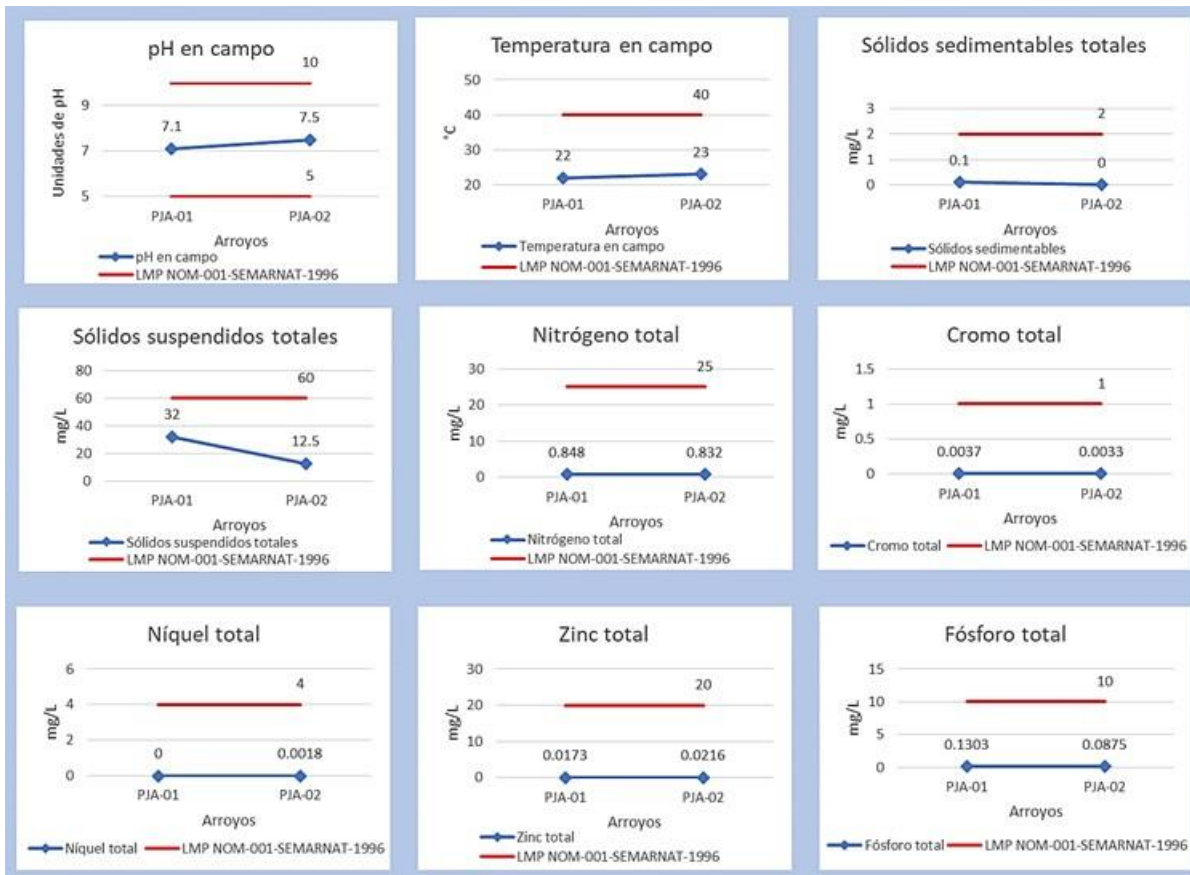 pH en campo
Unidades de pH
10
9
7.1
7.5
7
5
5
PJA-01
PJA-02
Arroyos
pH en campo
LMP NOM-001-SEMARNAT-1996
Temperatura en campo
°C
50
40
40
30
22
23
20
PJA-01
PJA-02
Arroyos
Temperatura en campo
LMP NOM-001-SEMARNAT-1996
Sólidos sedimentables totales
mg/L
3
2
2
1
0.1
0
0
PJA-01
PJA-02
Arroyos
Sólidos sedimentables
LMP NOM-001-SEMARNAT-1996
Sólidos suspendidos totales
mg/L
80
60
60
40
32
20
12.5
0
PJA-01
PJA-02
Arroyos
Sólidos suspendidos totales
LMP NOM-001-SEMARNAT-1996
Nitrógeno total
mg/L
30
25
20
10
0.848
0.832
0
PJA-01
PJA-02
Arroyos
Nitrógeno total
LMP NOM-001-SEMARNAT-1996
Cromo total
mg/L
1.5
1
1
0.5
0.0037
0.0033
0
PJA-01
PJA-02
Arroyos
Cromo total LMP NOM-001-SEMARNAT-1996
Níquel total
mg/L
6
4
4
2
0
0.0018
0
PJA-01
PJA-02
Arroyos
Níquel total LMP NOM-001-SEMARNAT-1996
Zinc total
mg/L
30
20
20
10
0.0173
0.0216
0
PJA-01
PJA-02
Arroyos
Zinc total
LMP NOM-001-SEMARNAT-1996
Fósforo total
mg/L
15
10
10
5
0.1303
0.0875
0
PJA-01
PJA-02
Arroyos
Fósforo total LMP NOM-001-SEMARNAT-1996